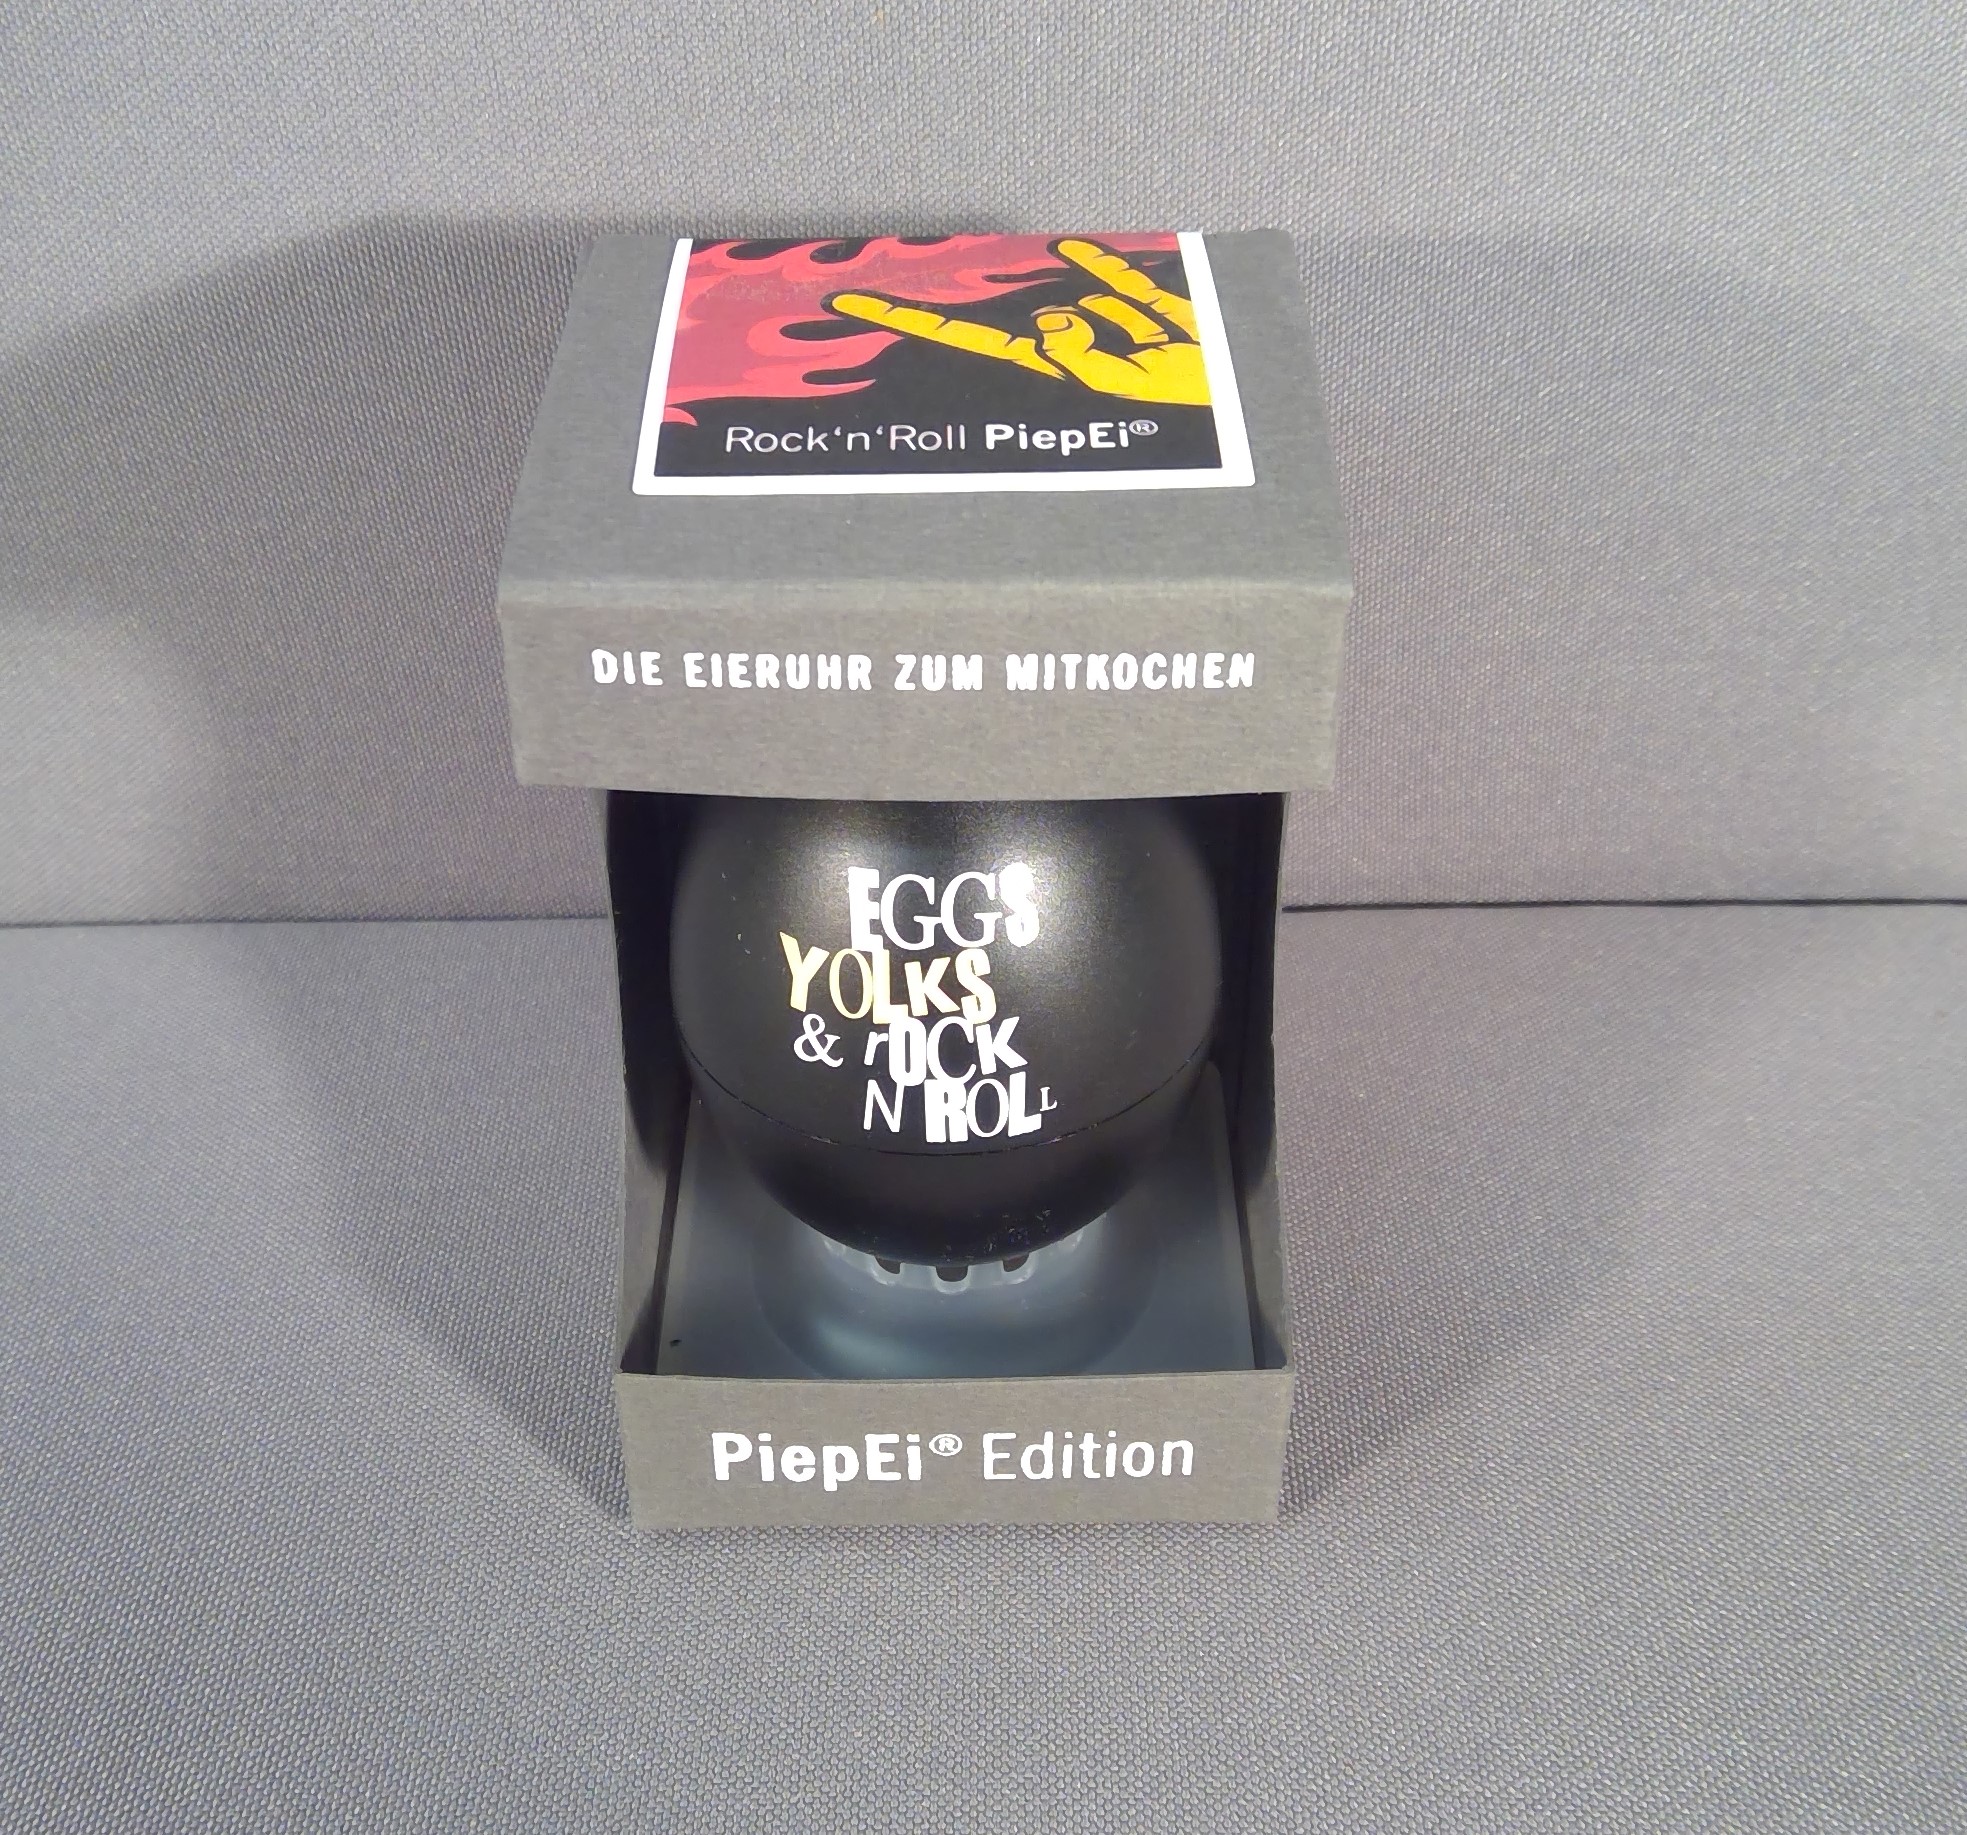 Rock‘n‘Roll PiepEi®
DIE EIERUHR ZUM MITKOCHEN
EGGS
YOLKS
& rOCK
N ROLL
PiepEi® Edition